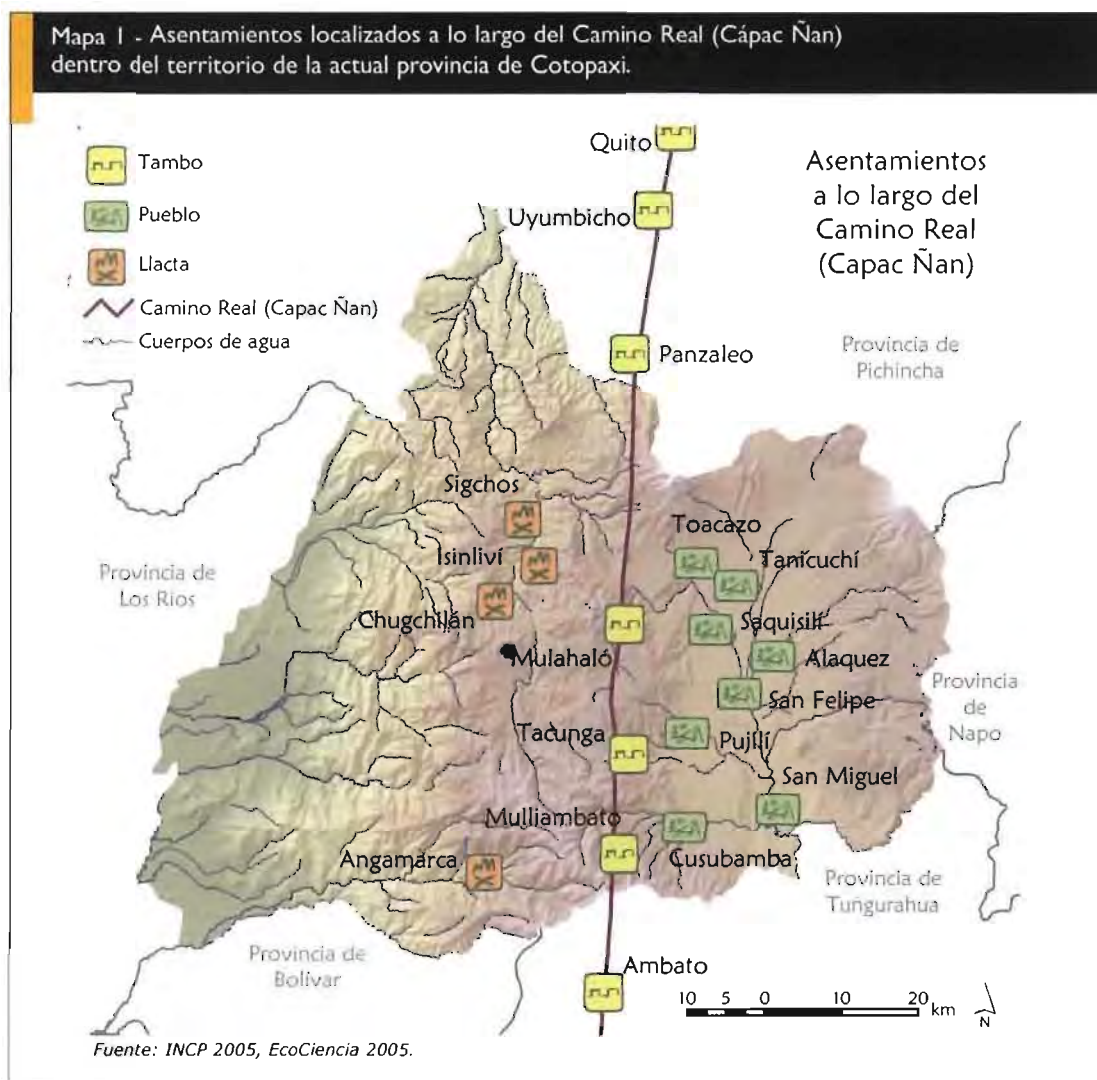 Mapa 1 - Asentamientos localizados a lo largo del Camino Real (Cápac Ñan)
dentro del territorio de la actual provincia de Cotopaxi.
Tambo
Pueblo
Llacta
Camino Real (Capac Ñan)
Cuerpos de agua
Asentamientos
a lo largo del
Camino Real
(Capac Ñan)
Quito
Uyumbicho
Panzaleo
Provincia de
Pichincha
Sigchos
Toacazo
Isinliví
Tanicuchí
Provincia de
Los Rios
Chugchilán
Saquisilí
Mulahaló
Alaquez
Provincia
de
Napo
San Felipe
Tacunga
Pujilí
San Miguel
Mulliambato
Angamarca
Cusubamba
Provincia de
Tungurahua
Provincia de
Bolívar
Ambato
10 5 0 10 20 km
N
Fuente: INCP 2005, EcoCiencia 2005.